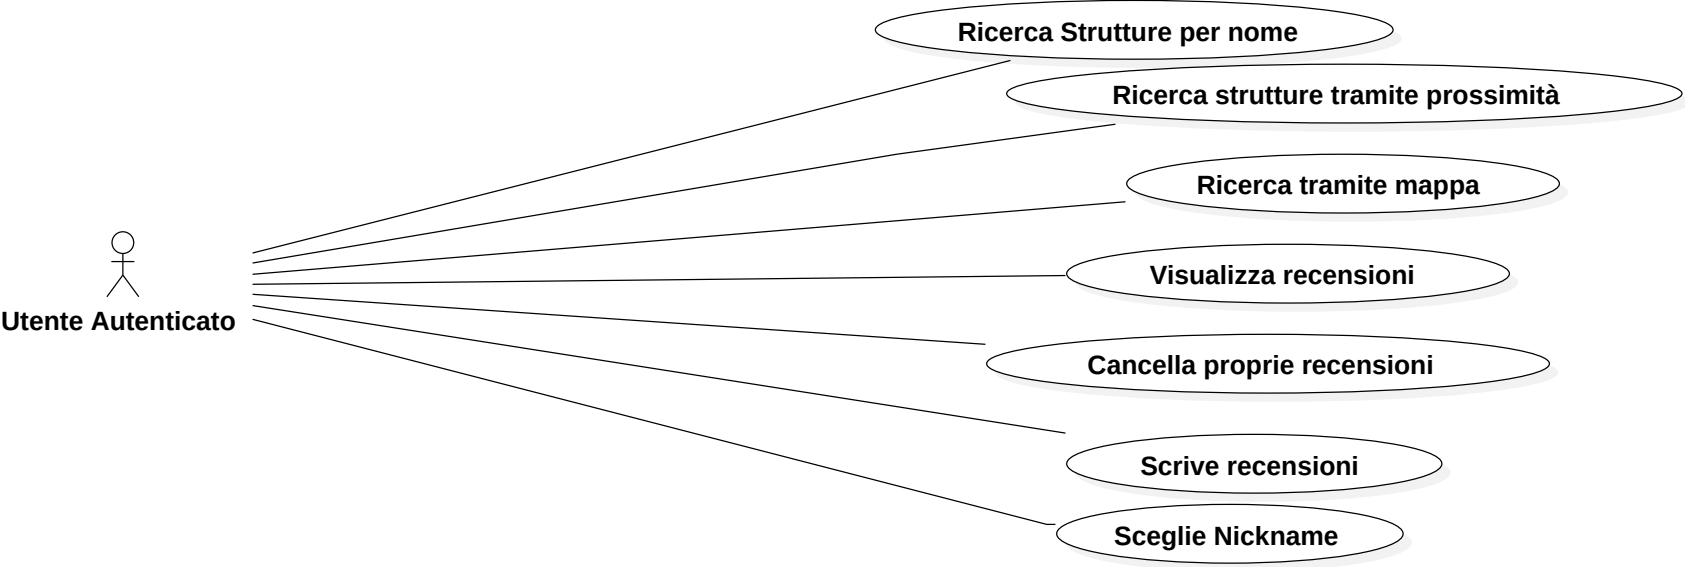 Ricerca Strutture per nome
Ricerca strutture tramite prossimità
Ricerca tramite mappa
Visualizza recensioni
Utente Autenticato
Cancella proprie recensioni
Scrive recensioni
Sceglie Nickname